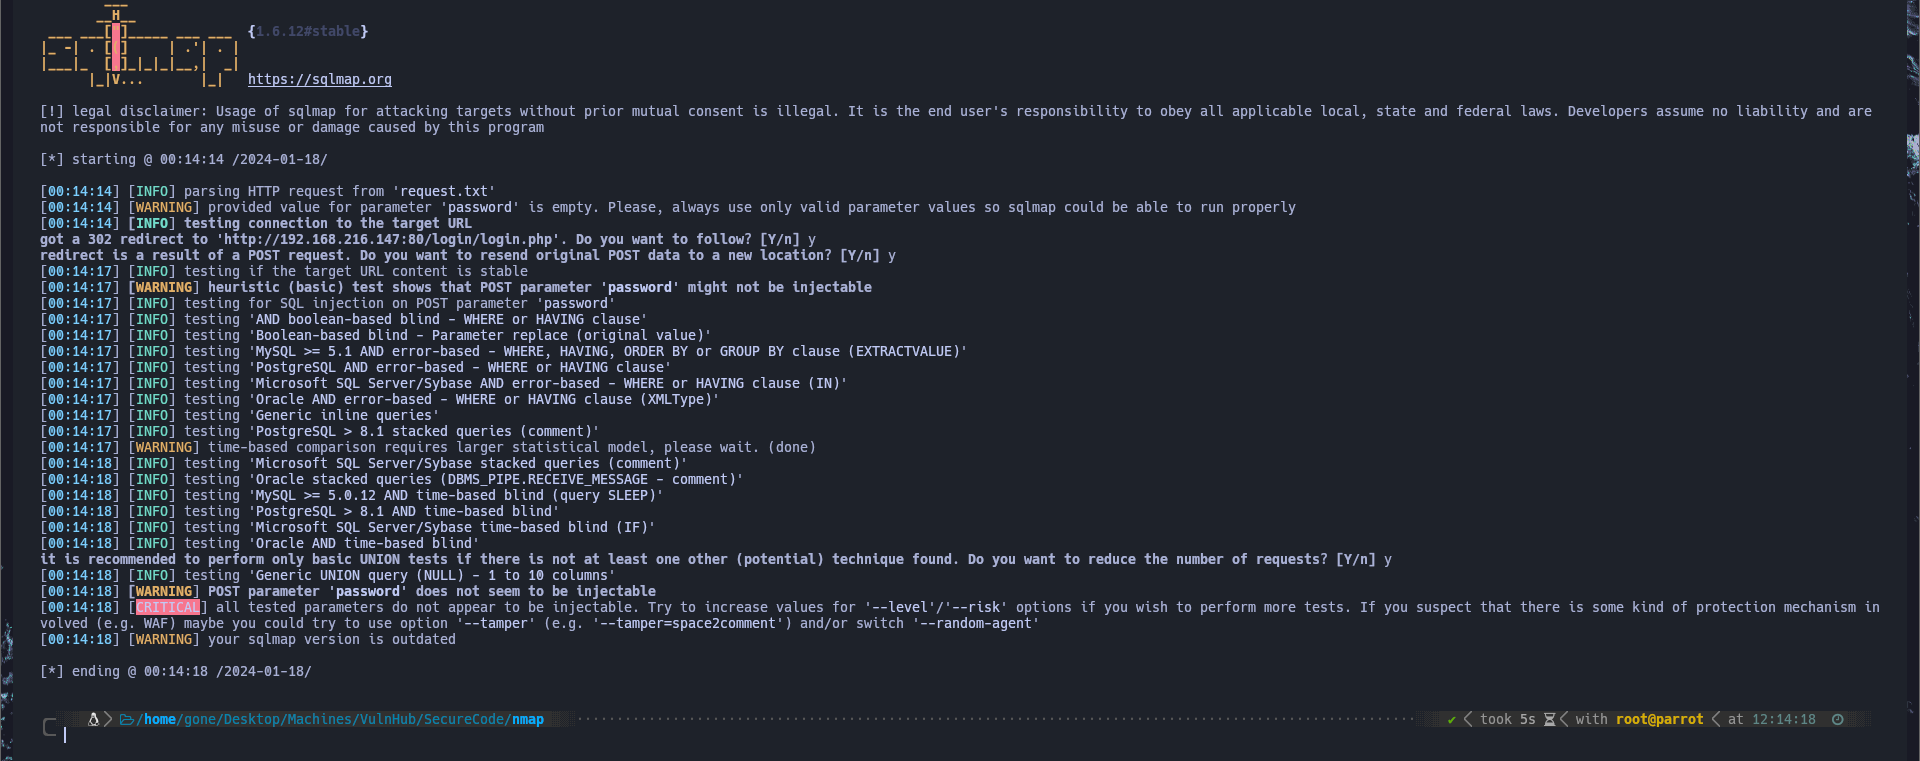 {1.6.12#stable}
https://sqlmap.org
[!] legal disclaimer: Usage of sqlmap for attacking targets without prior mutual consent is illegal. It is the end user's responsibility to obey all applicable local, state and federal laws. Developers assume no liability and are
not responsible for any misuse or damage caused by this program
[*] starting @ 00:14:14 /2024-01-18/
[00:14:14] [INFO] parsing HTTP request from 'request.txt'
[00:14:14] [WARNING] provided value for parameter 'password' is empty. Please, always use only valid parameter values so sqlmap could be able to run properly
[00:14:14] [INFO] testing connection to the target URL
got a 302 redirect to 'http://192.168.216.147:80/login/login.php'. Do you want to follow? [Y/n] y
redirect is a result of a POST request. Do you want to resend original POST data to a new location? [Y/n] y
[00:14:17] [INFO] testing if the target URL content is stable
[00:14:17] [WARNING] heuristic (basic) test shows that POST parameter 'password' might not be injectable
[00:14:17] [INFO] testing for SQL injection on POST parameter 'password'
[00:14:17] [INFO] testing 'AND boolean-based blind - WHERE or HAVING clause'
[00:14:17] [INFO] testing 'Boolean-based blind - Parameter replace (original value)'
[00:14:17] [INFO] testing 'MySQL >= 5.1 AND error-based - WHERE, HAVING, ORDER BY or GROUP BY clause (EXTRACTVALUE)'
[00:14:17] [INFO] testing 'PostgreSQL AND error-based - WHERE or HAVING clause'
[00:14:17] [INFO] testing 'Microsoft SQL Server/Sybase AND error-based - WHERE or HAVING clause (IN)'
[00:14:17] [INFO] testing 'Oracle AND error-based - WHERE or HAVING clause (XMLType)'
[00:14:17] [INFO] testing 'Generic inline queries'
[00:14:17] [INFO] testing 'PostgreSQL > 8.1 stacked queries (comment)'
[00:14:17] [WARNING] time-based comparison requires larger statistical model, please wait. (done)
[00:14:18] [INFO] testing 'Microsoft SQL Server/Sybase stacked queries (comment)'
[00:14:18] [INFO] testing 'Oracle stacked queries (DBMS_PIPE.RECEIVE_MESSAGE - comment)'
[00:14:18] [INFO] testing 'MySQL >= 5.0.12 AND time-based blind (query SLEEP)'
[00:14:18] [INFO] testing 'PostgreSQL > 8.1 AND time-based blind'
[00:14:18] [INFO] testing 'Microsoft SQL Server/Sybase time-based blind (IF)'
[00:14:18] [INFO] testing 'Oracle AND time-based blind'
it is recommended to perform only basic UNION tests if there is not at least one other (potential) technique found. Do you want to reduce the number of requests? [Y/n] y
[00:14:18] [INFO] testing 'Generic UNION query (NULL) - 1 to 10 columns'
[00:14:18] [WARNING] POST parameter 'password' does not seem to be injectable
[00:14:18] [CRITICAL] all tested parameters do not appear to be injectable. Try to increase values for '--level'/'--risk' options if you wish to perform more tests. If you suspect that there is some kind of protection mechanism in
volved (e.g. WAF) maybe you could try to use option '--tamper' (e.g. '--tamper=space2comment') and/or switch '--random-agent'
[00:14:18] [WARNING] your sqlmap version is outdated
[*] ending @ 00:14:18 /2024-01-18/
/home/gone/Desktop/Machines/VulnHub/SecureCode/nmap ✔ took 5s with root@parrot at 12:14:18